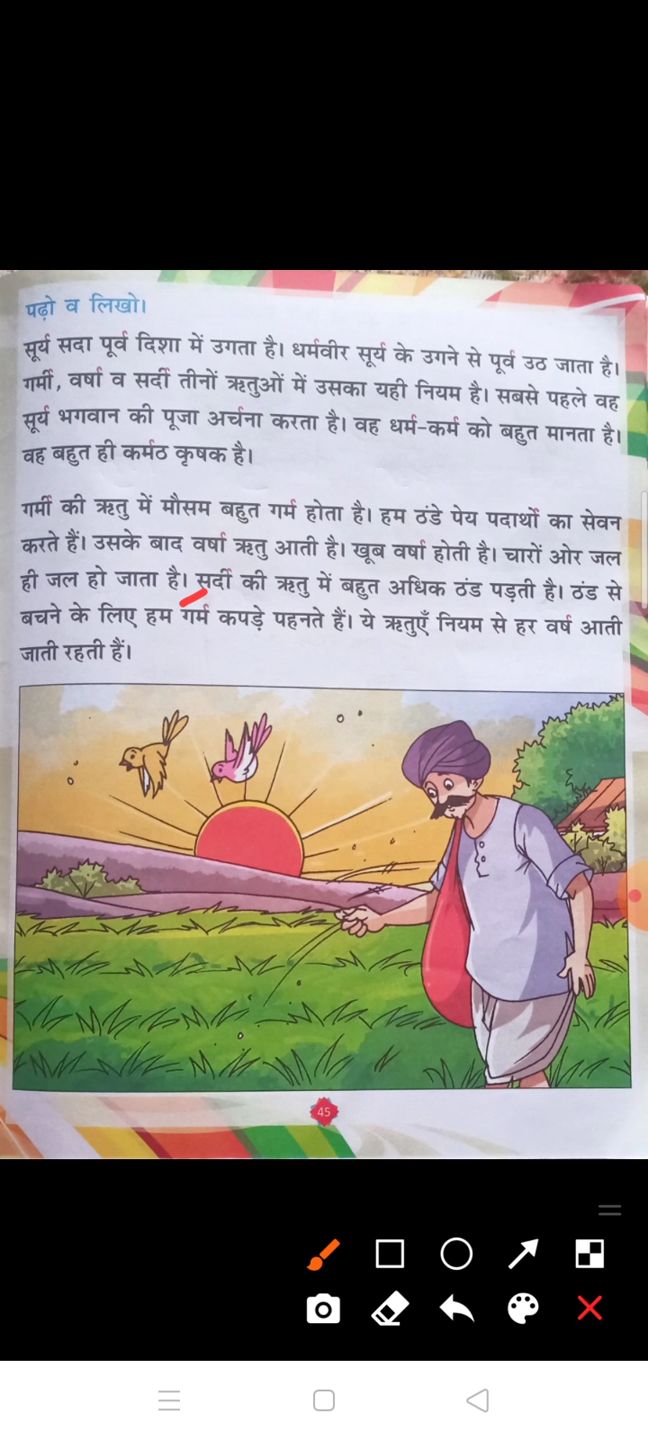 पढ़ो व लिखो।
सूर्य सदा पूर्व दिशा में उगता है। धर्मवीर सूर्य के उगने से पूर्व उठ जाता है।
गर्मी, वर्षा व सर्दी तीनों ऋतुओं में उसका यही नियम है। सबसे पहले वह
सूर्य भगवान की पूजा अर्चना करता है। वह धर्म-कर्म को बहुत मानता है।
वह बहुत ही कर्मठ कृषक है।
गर्मी की ऋतु में मौसम बहुत गर्म होता है। हम ठंडे पेय पदार्थों का सेवन
करते हैं। उसके बाद वर्षा ऋतु आती है। खूब वर्षा होती है। चारों ओर जल
ही जल हो जाता है। सर्दी की ऋतु में बहुत अधिक ठंड पड़ती है। ठंड से
बचने के लिए हम गर्म कपड़े पहनते हैं। ये ऋतुएँ नियम से हर वर्ष आती
जाती रहती हैं।
45